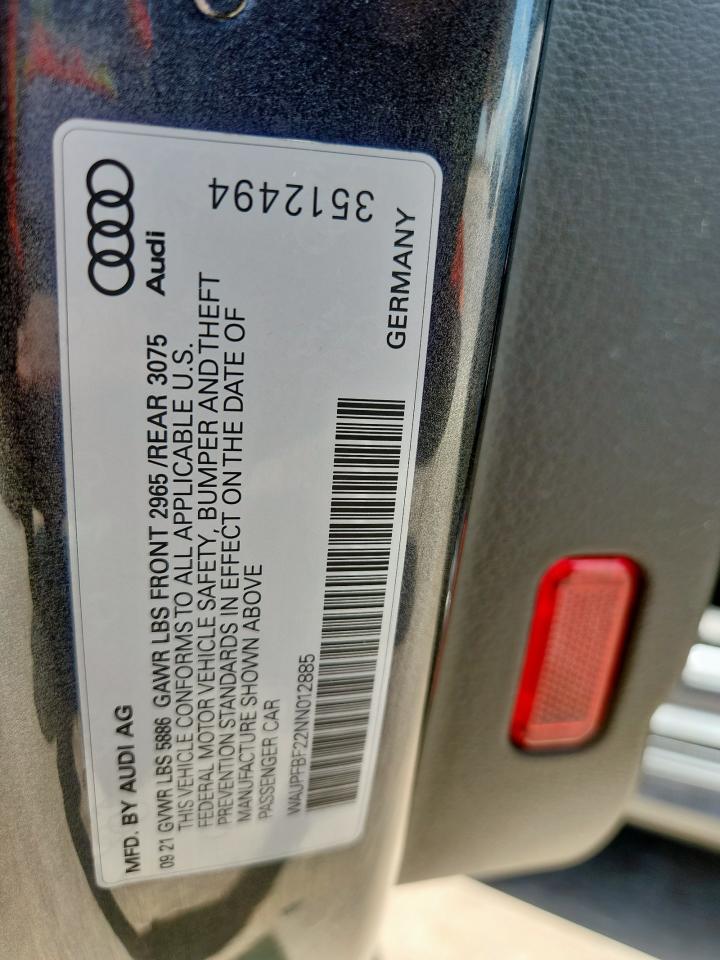 MFD. BY AUDI AG
Audi
09 21 GVWR LBS 5886 GAWR LBS FRONT 2965 /REAR 3075
THIS VEHICLE CONFORMS TO ALL APPLICABLE U.S.
FEDERAL MOTOR VEHICLE SAFETY, BUMPER AND THEFT
PREVENTION STANDARDS IN EFFECT ON THE DATE OF
MANUFACTURE SHOWN ABOVE
PASSENGER CAR
WAUPFBF22NN012885
3512494
GERMANY